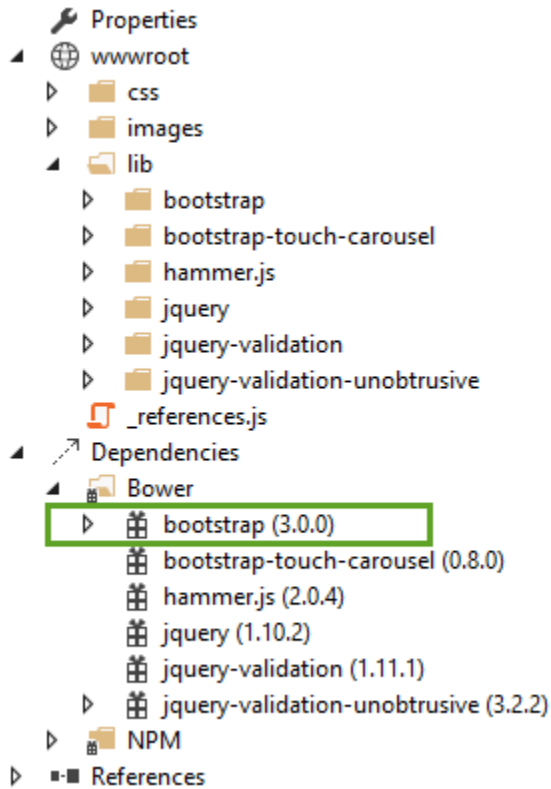 Properties
wwwroot
css
images
lib
bootstrap
bootstrap-touch-carousel
hammer.js
jquery
jquery-validation
jquery-validation-unobtrusive
_references.js
Dependencies
Bower
bootstrap (3.0.0)
bootstrap-touch-carousel (0.8.0)
hammer.js (2.0.4)
jquery (1.10.2)
jquery-validation (1.11.1)
jquery-validation-unobtrusive (3.2.2)
NPM
References